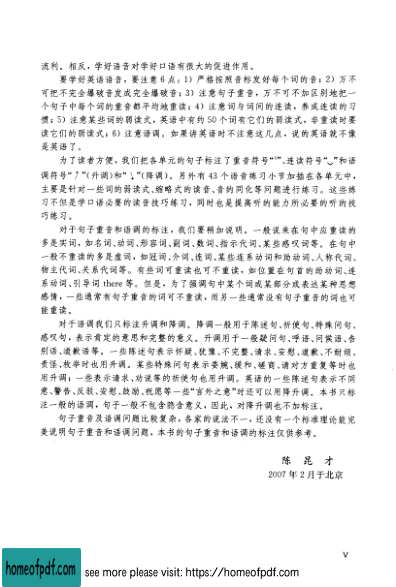 流利。相反，学好语音对学好口语有很大的促进作用。
要学好英语语音，要注意6点：1）严格按照音标发好每个词的音；2）万不
可把不完全爆破音发成完全爆破音；3）注意句子重音，万不可不加区别地把一
个句子中每个词的重音都平均地重读；4）注意词与词间的连读，养成连读的习
惯；5）注意某些词的弱读式，英语中有约50个词有它们的弱读式，非重读时要
读它们的弱读式；6）注意语调。如果讲英语时不注意这几点，说的英语就不像
是英语了。
为了读者方便，我们把各单元的句子标注了重音符号“'”、连读符号“‿”和语
调符号“↗”（升调）和“↘”（降调）。另外有43个语音练习小节加插在各单元中，
主要是针对一些词的弱读式、缩略式的读音、音的同化等问题进行练习。这些练
习不但是学口语必要的读音技巧练习，同时也是提高听的能力所必要的听的技
巧练习。
对于句子重音和语调的标注，我们要稍加说明。一般说来在句中应重读的
多是实词，如名词、动词、形容词、副词、数词、指示代词、某些感叹词等。在句中
一般不重读的多是虚词，如冠词、介词、连词、某些连系动词和助动词、人称代词、
物主代词、关系代词等。有些词可重读也可不重读，如位置在句首的助动词、连
系动词、引导词there等。但是，为了强调句中某个词或某部分或表达某种思想
感情，一些通常有句子重音的词可不重读，而另一些通常没有句子重音的词也可
能重读。
对于语调我们只标注升调和降调。降调一般用于陈述句、祈使句、特殊问句、
感叹句，表示肯定的意思和完整的意义。升调用于一般疑问句、呼语、问候语、告
别语、道歉语等。一些陈述句表示怀疑、犹豫、不完整、请求、安慰、道歉、不耐烦、
责怪、枚举时也用升调。某些特殊问句表示委婉、缓和、磋商、请对方重复等时也
用升调；一些表示请求、劝说等的祈使句也用升调。英语的一些陈述句表示不同
意、警告、反驳、安慰、鼓励、祝愿等一些“言外之意”时还可以用降升调。本书只标
注一般的语调，句子一般不包含隐含意义，因此，对降升调也不加标注。
句子重音及语调问题比较复杂，各家的说法不一，还没有一个标准理论能完
美说明句子重音和语调问题，本书的句子重音和语调的标注仅供参考。
陈昆才
2007年2月于北京
V
homeofpdf.com
see more please visit: https://homeofpdf.com